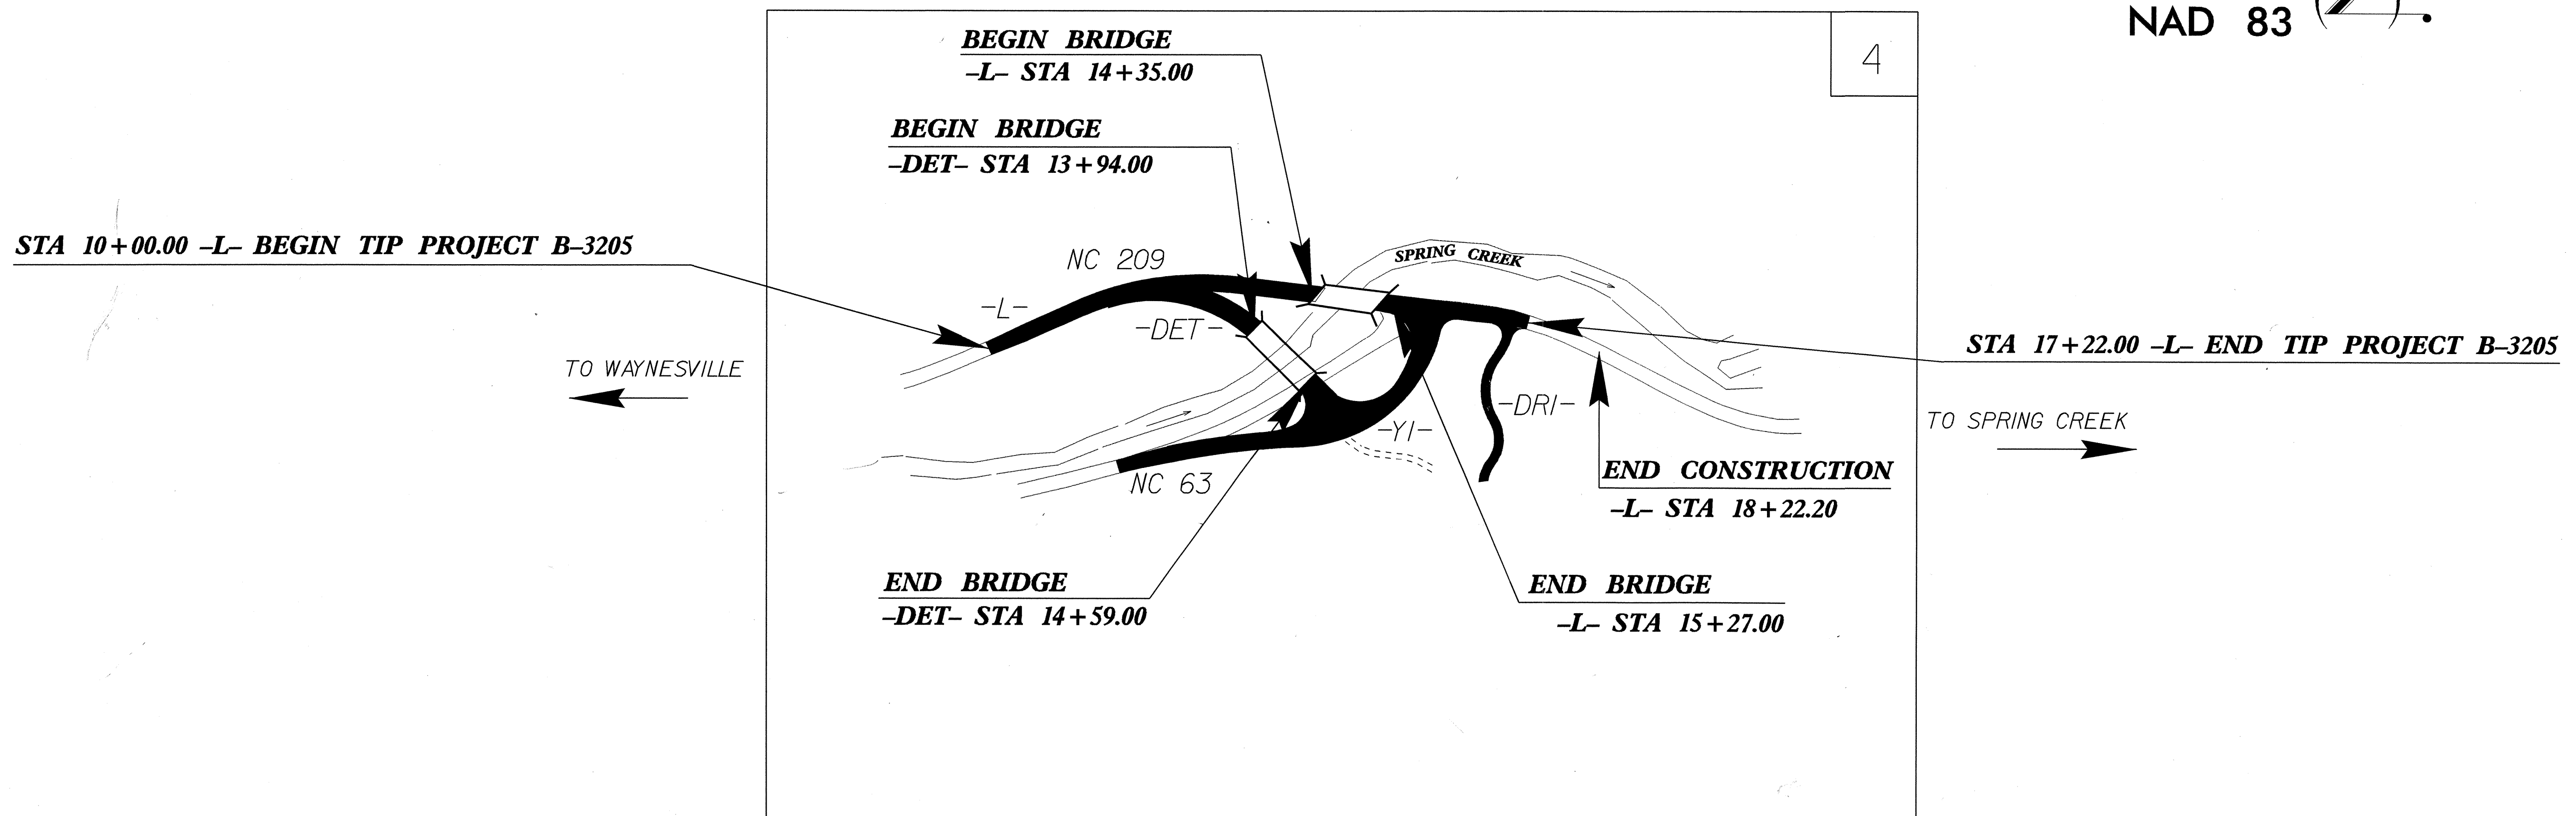 NAD 83
4
BEGIN BRIDGE
-L- STA 14+35.00
BEGIN BRIDGE
-DET- STA 13+94.00
STA 10+00.00 -L- BEGIN TIP PROJECT B-3205
NC 209
SPRING CREEK
-L-
-DET-
STA 17+22.00 -L- END TIP PROJECT B-3205
TO WAYNESVILLE
-DR1-
-Y1-
TO SPRING CREEK
NC 63
END CONSTRUCTION
-L- STA 18+22.20
END BRIDGE
-DET- STA 14+59.00
END BRIDGE
-L- STA 15+27.00